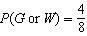 P(G or W) = 4/8